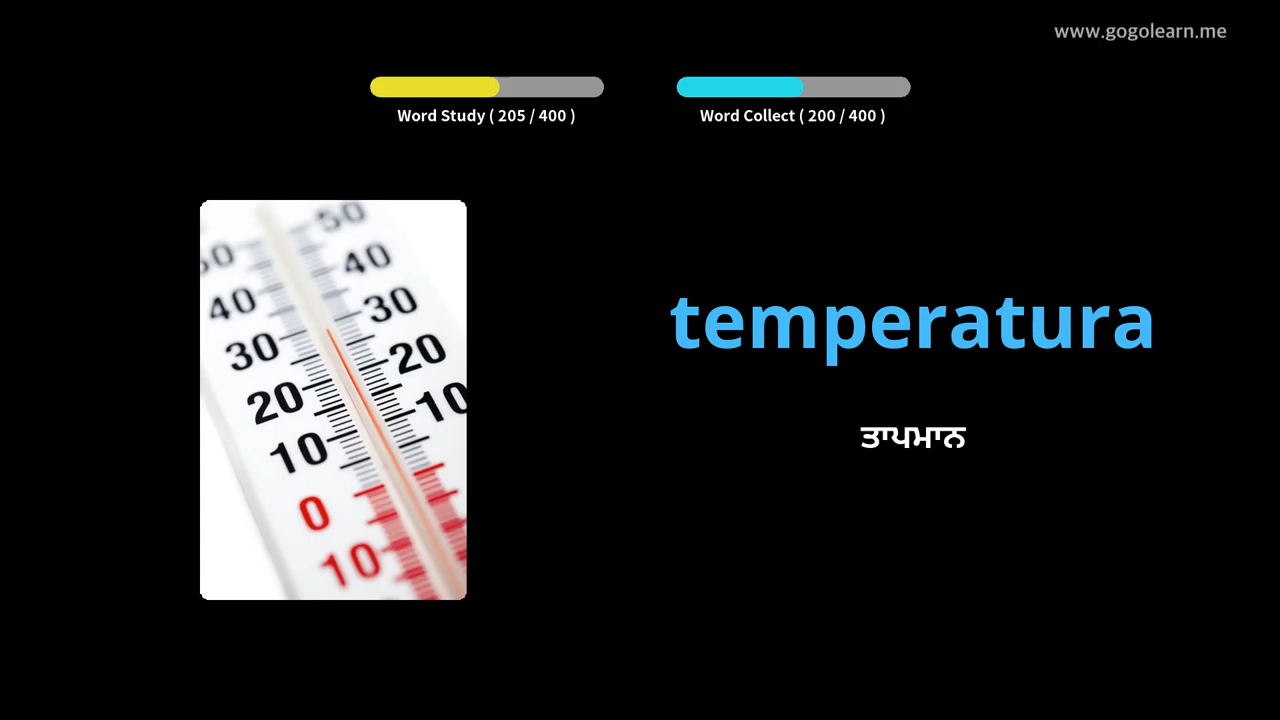 www.gogolearn.me
Word Study ( 205 / 400 )
Word Collect ( 200 / 400 )
50
50
40
40
30
30
20
20
10
10
0
10
temperatura
ਤਾਪਮਾਨ